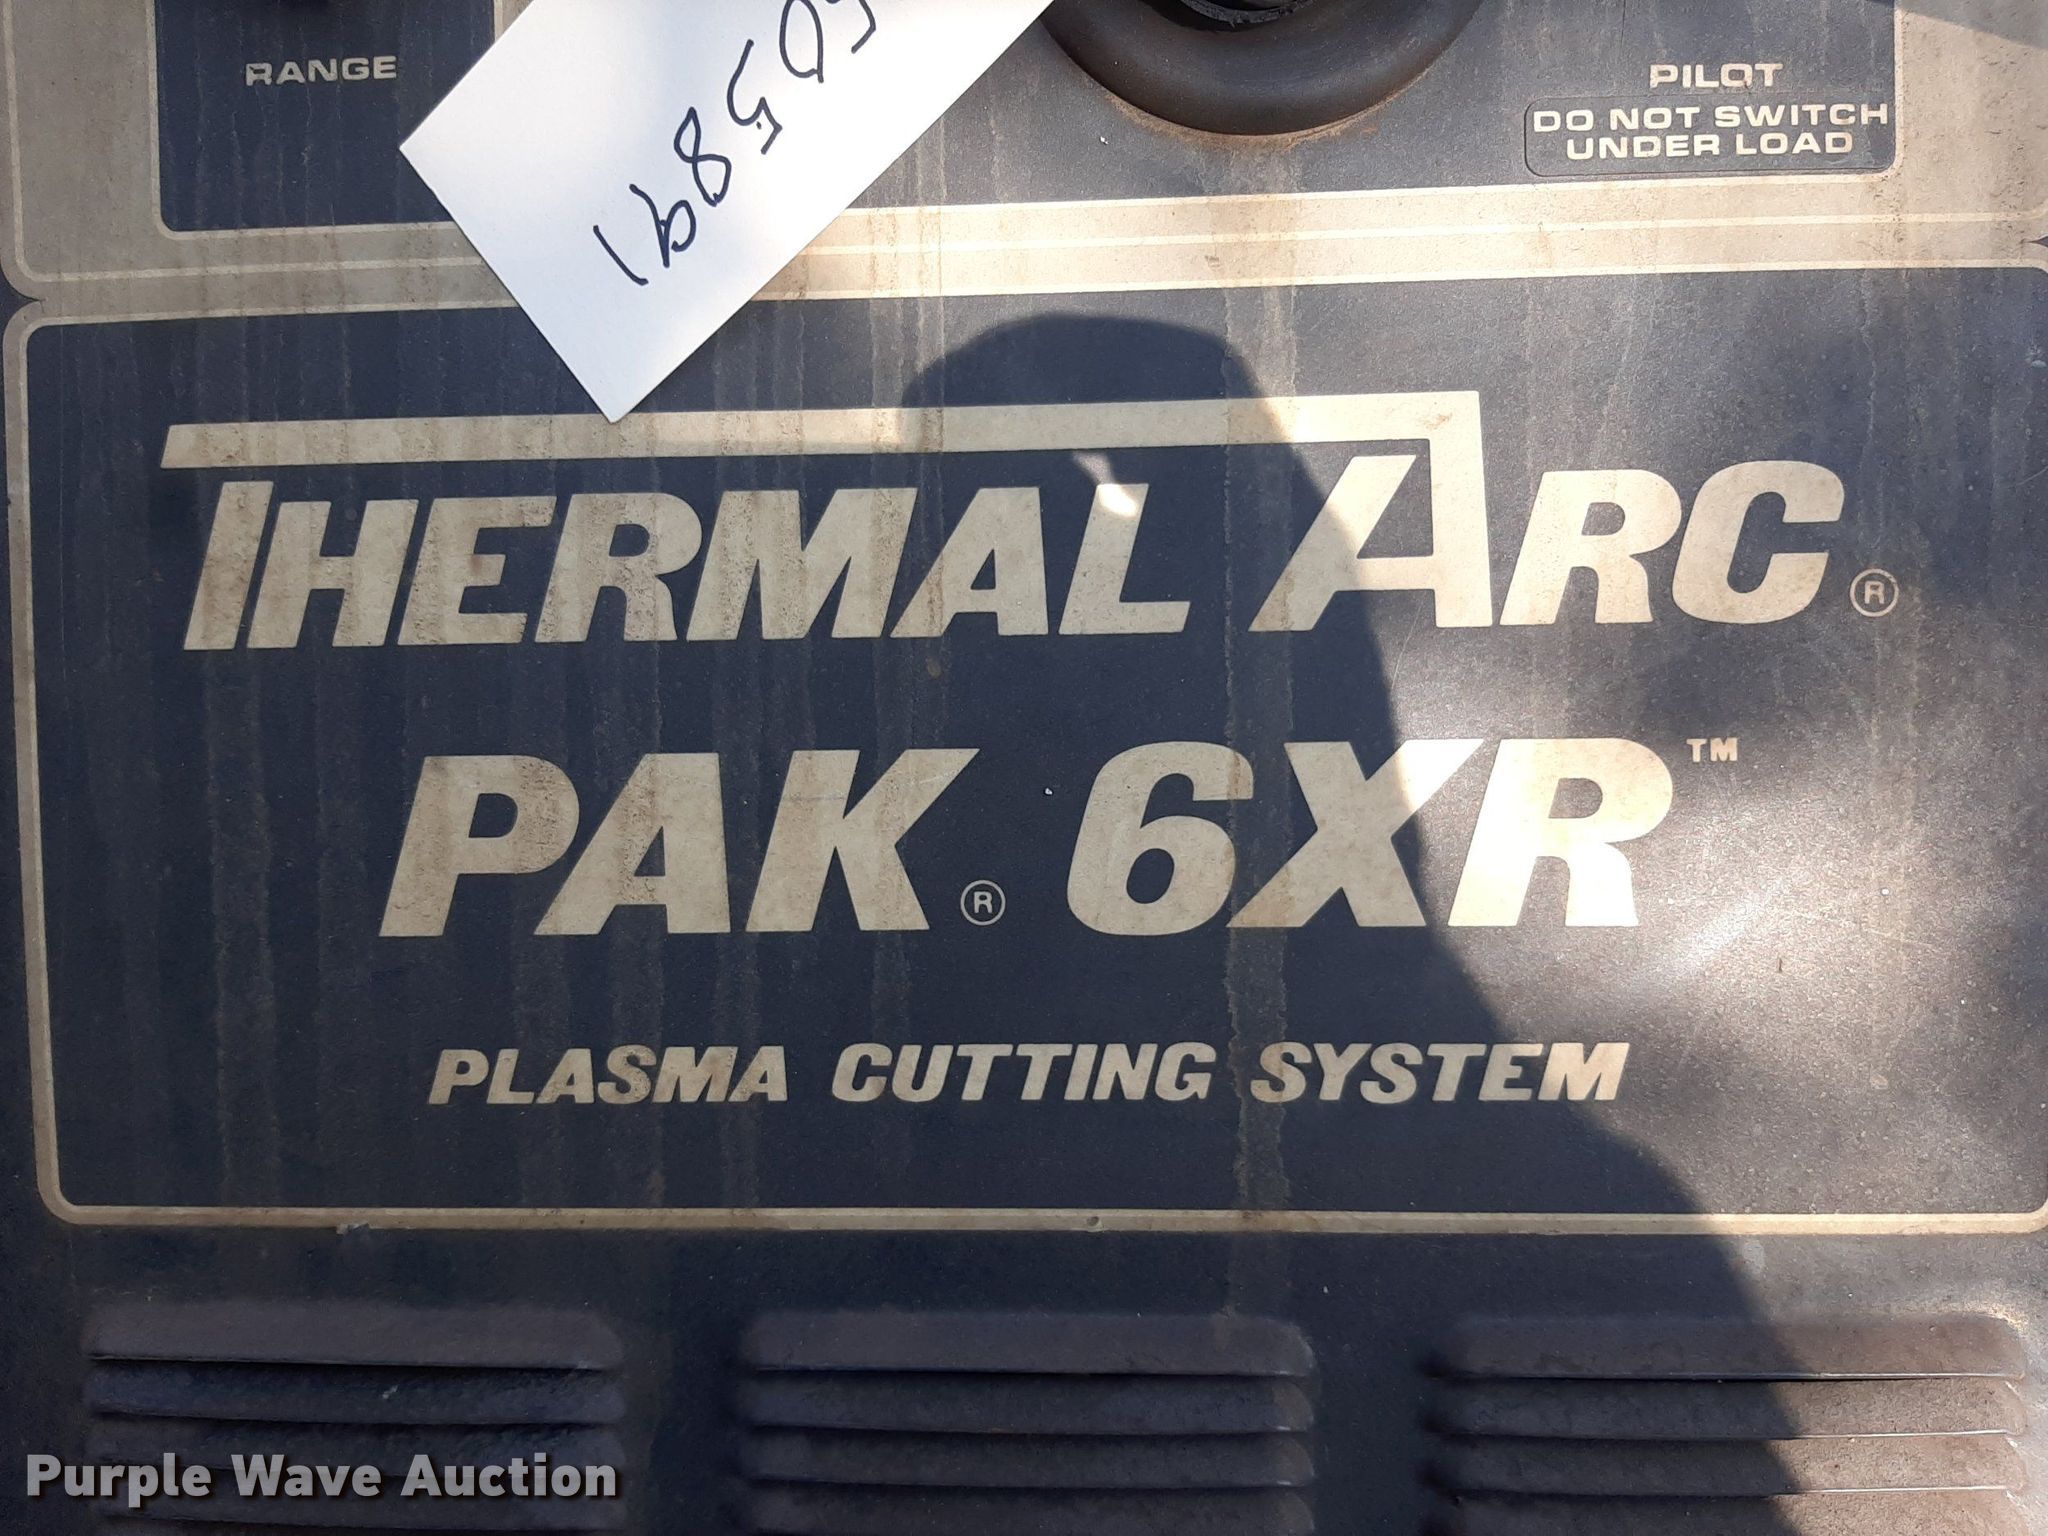 RANGE
PILOT
DO NOT SWITCH
UNDER LOAD
THERMAL ARC®
PAK® 6XR™
PLASMA CUTTING SYSTEM
Purple Wave Auction